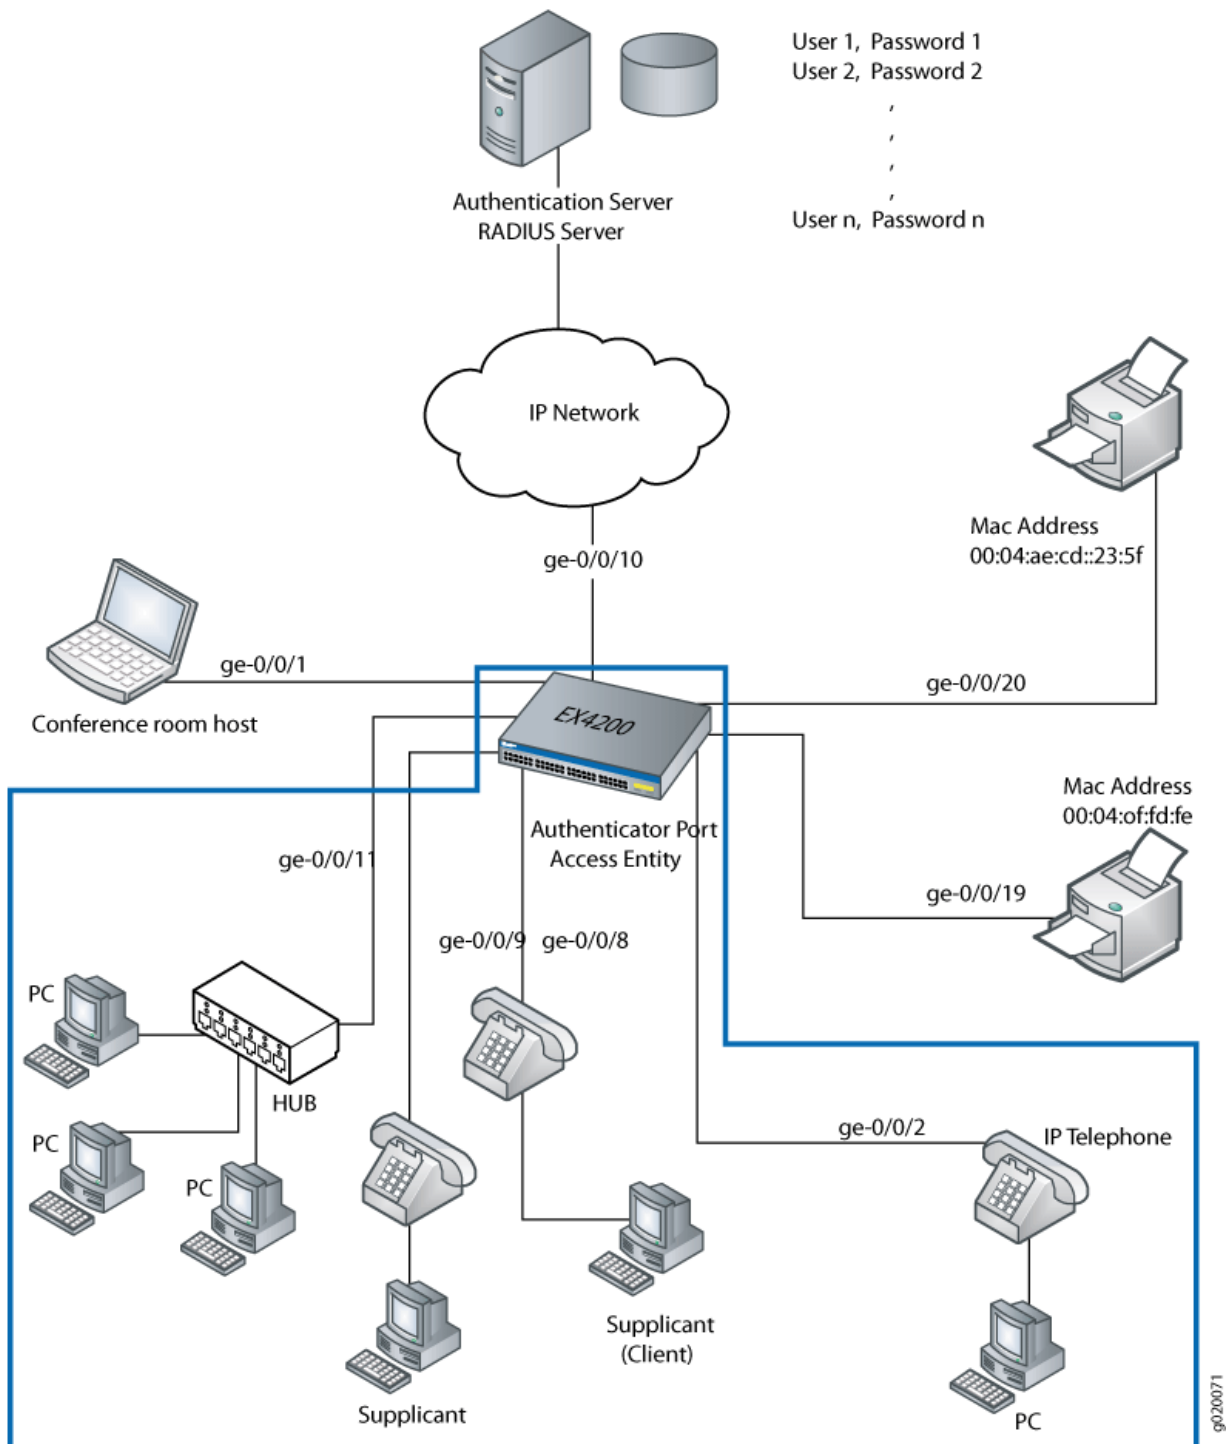 User 1, Password 1
User 2, Password 2
,
,
,
,
User n, Password n
Authentication Server
RADIUS Server
IP Network
Mac Address
00:04:ae:cd::23:5f
ge-0/0/10
ge-0/0/1
ge-0/0/20
Conference room host
EX4200
Mac Address
00:04:of:fd:fe
Authenticator Port
Access Entity
ge-0/0/11
ge-0/0/19
ge-0/0/9
ge-0/0/8
PC
HUB
ge-0/0/2
IP Telephone
PC
PC
Supplicant
(Client)
Supplicant
PC
g020071